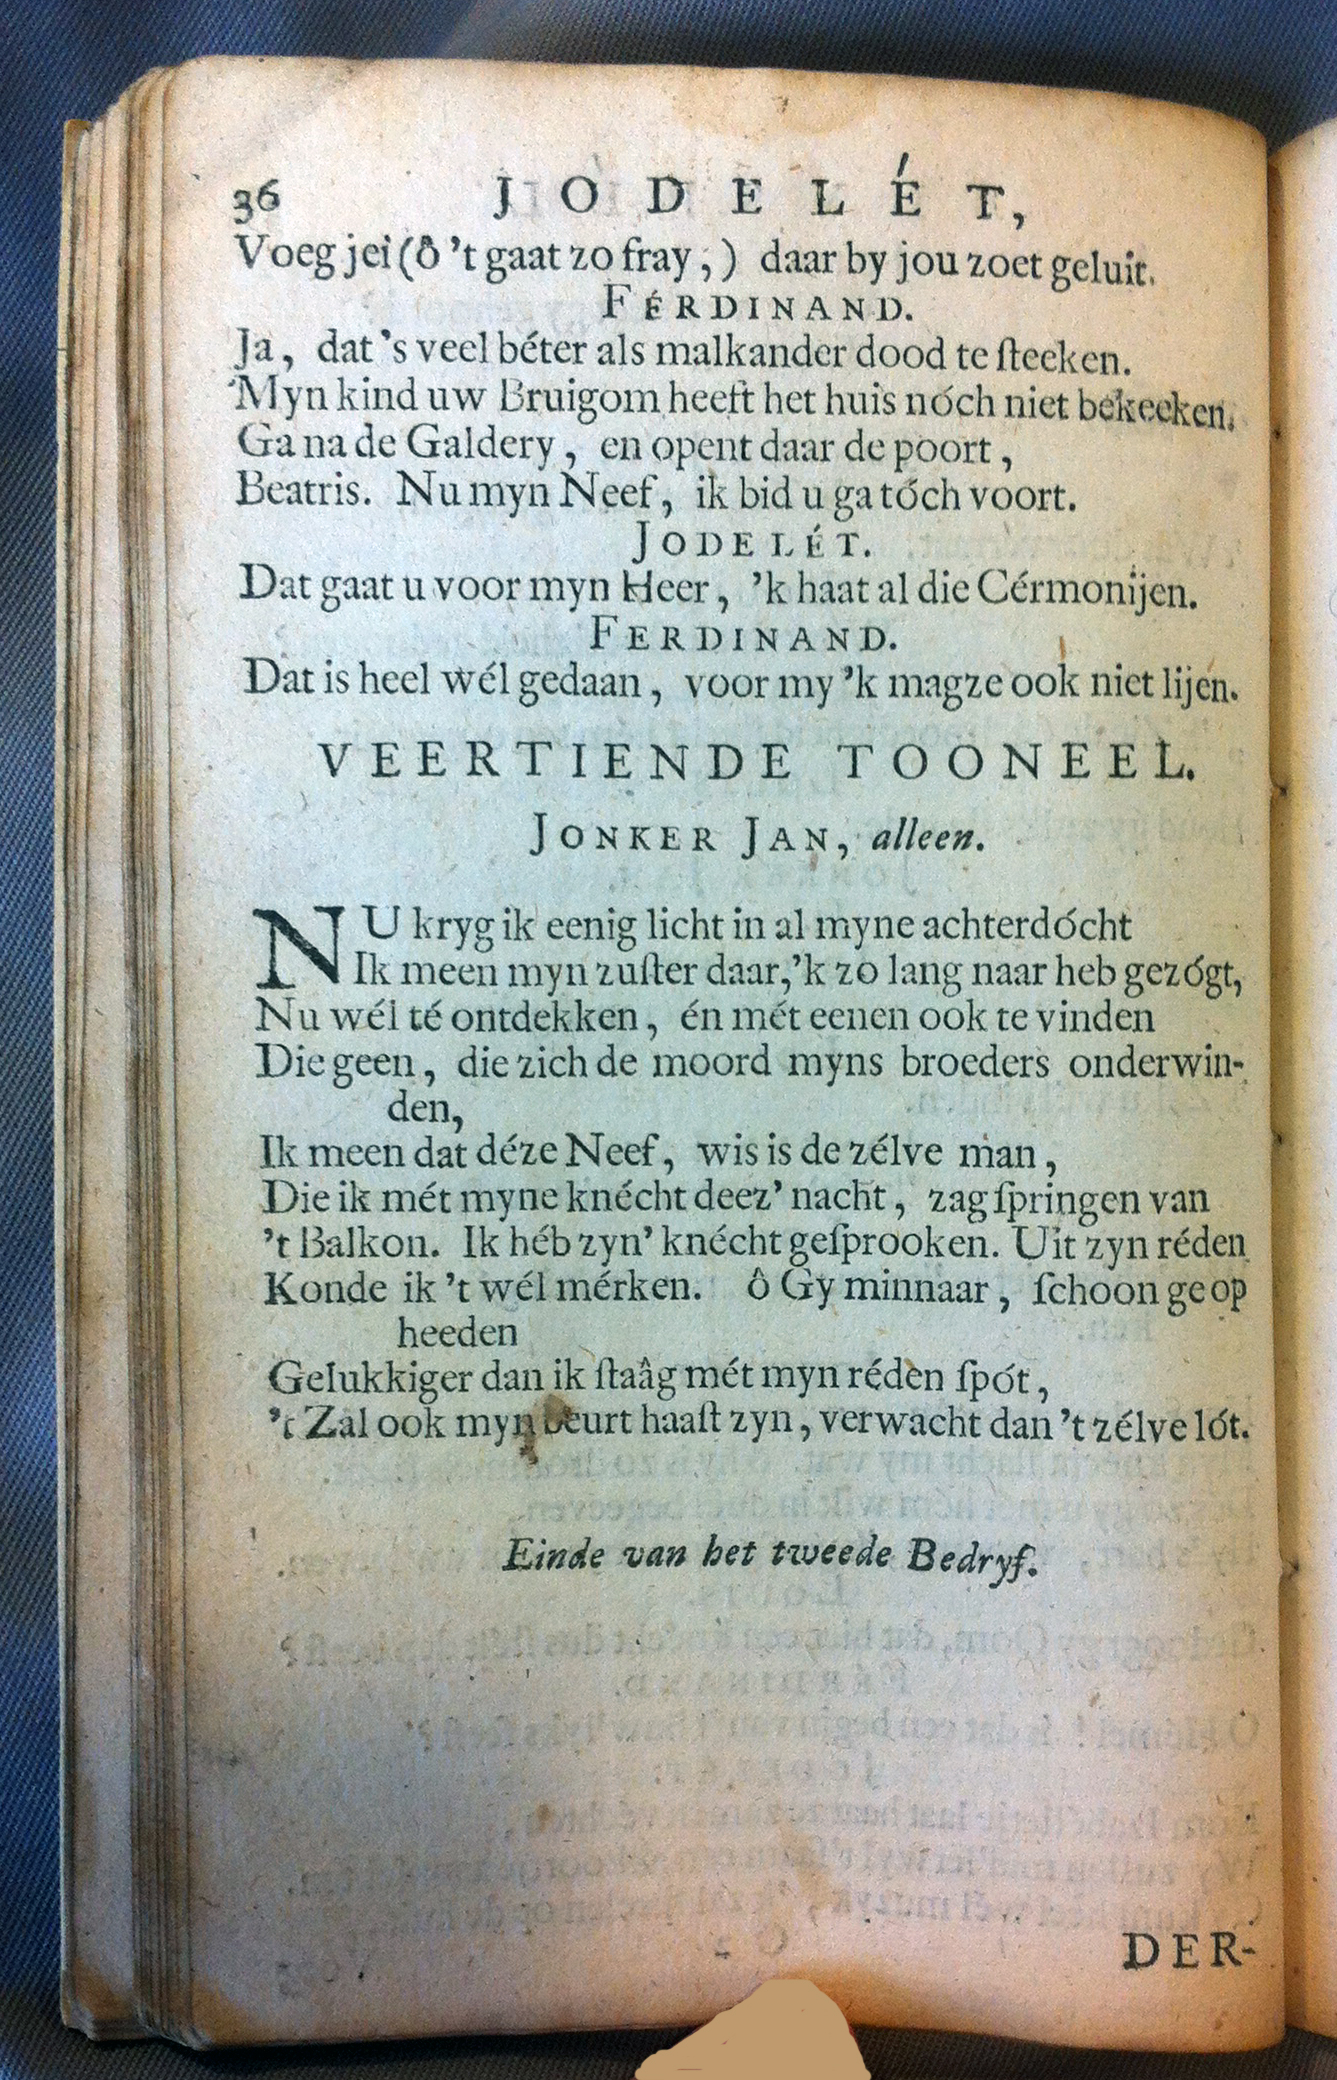 36 JODELÉT,
Voeg jei (ô 't gaat zo fray,) daar by jou zoet geluit.
FÉRDINAND.
Ja, dat 's veel béter als malkander dood te ſteeken.
Myn kind uw Bruigom heeft het huis nóch niet bekeeken.
Ga na de Galdery, en opent daar de poort,
Beatris. Nu myn Neef, ik bid u ga tóch voort.
JODELÉT.
Dat gaat u voor myn Heer, 'k haat al die Cérmonijen.
FERDINAND.
Dat is heel wél gedaan, voor my 'k mag ze ook niet lijen.
VEERTIENDE TOONEEL.
JONKER JAN, alleen.
NU kryg ik eenig licht in al myne achterdócht
Ik meen myn zuſter daar,'k zo lang naar heb gezógt,
Nu wél té ontdekken, én mét eenen ook te vinden
Die geen, die zich de moord myns broeders onderwin-
den,
Ik meen dat déze Neef, wis is de zélve man,
Die ik mét myne knécht deez' nacht, zag ſpringen van
't Balkon. Ik héb zyn' knécht geſprooken. Uit zyn réden
Konde ik 't wél mérken. ô Gy minnaar, ſchoon ge op
heeden
Gelukkiger dan ik ſtaâg mét myn réden ſpót,
't Zal ook myn beurt haaſt zyn, verwacht dan 't zélve lót.
Einde van het tweede Bedryf.
DER-